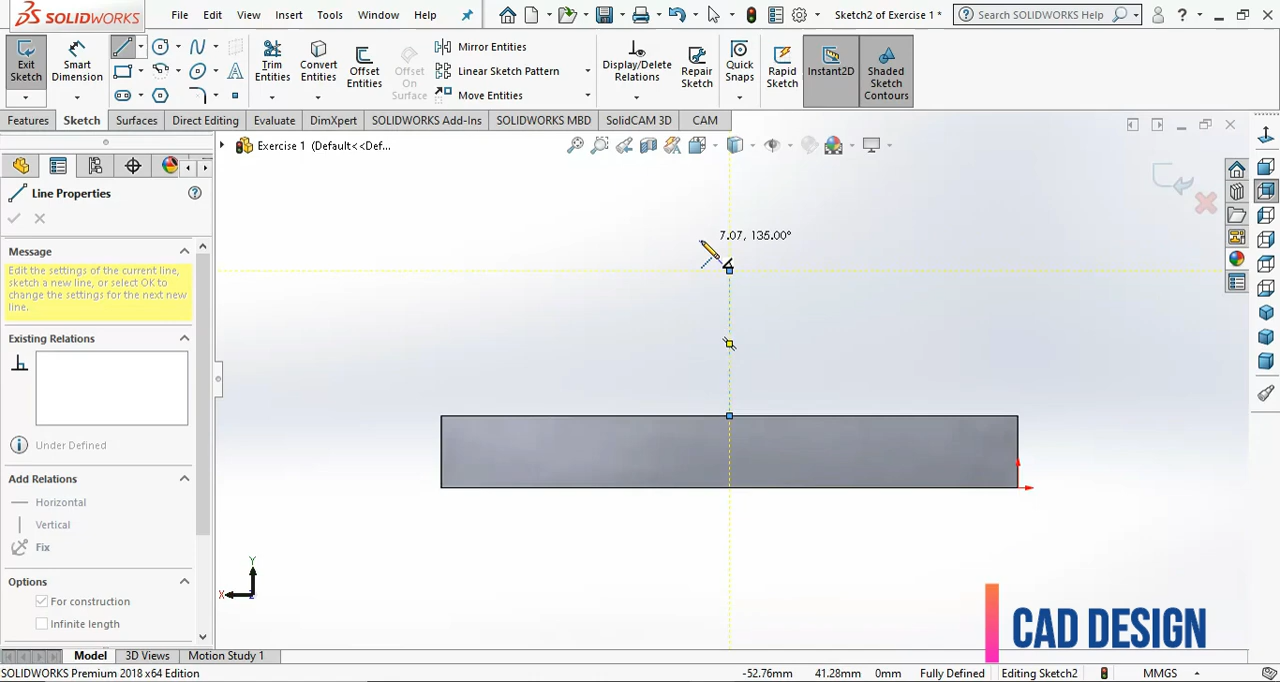 SOLIDWORKS
File Edit View Insert Tools Window Help
Sketch2 of Exercise 1 *
Search SOLIDWORKS Help
Exit Sketch
Smart Dimension
Trim Entities
Convert Entities
Offset Entities
Offset On Surface
Mirror Entities
Linear Sketch Pattern
Move Entities
Display/Delete Relations
Repair Sketch
Quick Snaps
Rapid Sketch
Instant2D
Shaded Sketch Contours
Features Sketch Surfaces Direct Editing Evaluate DimXpert SOLIDWORKS Add-Ins SOLIDWORKS MBD SolidCAM 3D CAM
Exercise 1 (Default<<Def...
Line Properties
Message
Edit the settings of the current line,
sketch a new line, or select OK to
change the settings for the next new
line.
Existing Relations
Under Defined
Add Relations
Horizontal
Vertical
Fix
Options
For construction
Infinite length
7.07, 135.00°
Y
X
Z
CAD DESIGN
Model 3D Views Motion Study 1
SOLIDWORKS Premium 2018 x64 Edition
-52.76mm 41.28mm 0mm Fully Defined Editing Sketch2 MMGS